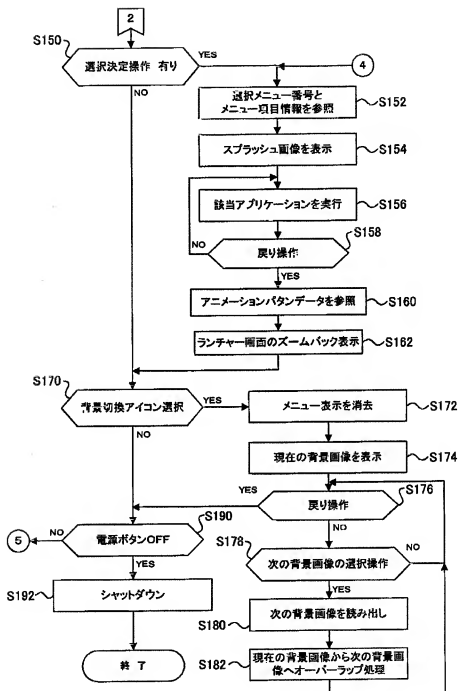 2
S150
選択決定操作 有り
YES
4
NO
選択メニュー番号と
メニュー項目情報を参照
S152
スプラッシュ画像を表示
S154
該当アプリケーションを実行
S156
S158
NO
戻り操作
YES
アニメーションパタンデータを参照
S160
ランチャー画面のズームバック表示
S162
S170
背景切換アイコン選択
YES
メニュー表示を消去
S172
NO
現在の背景画像を表示
S174
YES
戻り操作
S176
S190
NO
5
NO
電源ボタンOFF
S178
次の背景画像の選択操作
NO
YES
YES
S192
シャットダウン
次の背景画像を読み出し
S180
終 了
現在の背景画像から次の背景画
像へオーバーラップ処理
S182